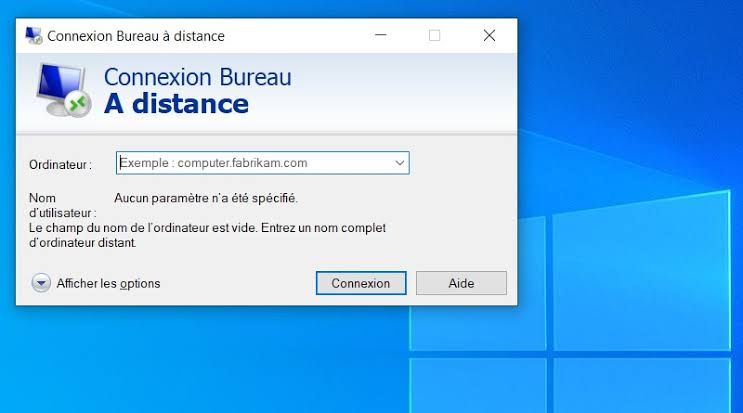 Connexion Bureau à distance
Connexion Bureau
A distance
Ordinateur :
Exemple : computer.fabrikam.com
Nom Aucun paramètre n'a été spécifié.
d'utilisateur :
Le champ du nom de l'ordinateur est vide. Entrez un nom complet
d'ordinateur distant.
Afficher les options
Connexion
Aide